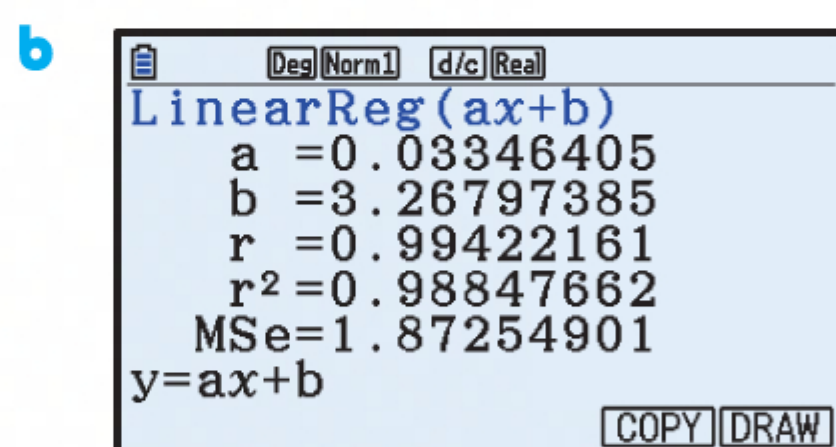 b
Deg Norm1 d/c Real
LinearReg(ax+b)
a =0.03346405
b =3.26797385
r =0.99422161
r²=0.98847662
MSe=1.87254901
y=ax+b
COPY DRAW